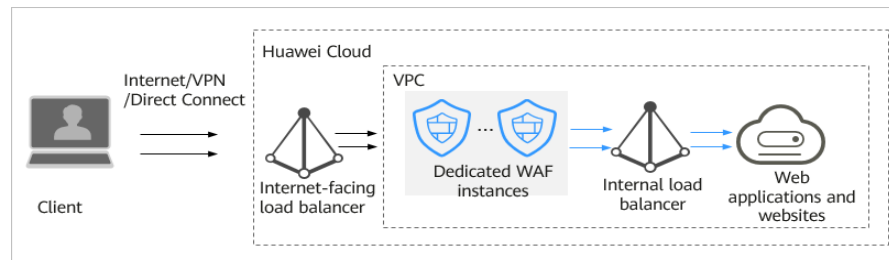 Huawei Cloud
Internet/VPN
/Direct Connect
VPC
...
Client
Internet-facing
load balancer
Dedicated WAF
instances
Internal load
balancer
Web
applications and
websites